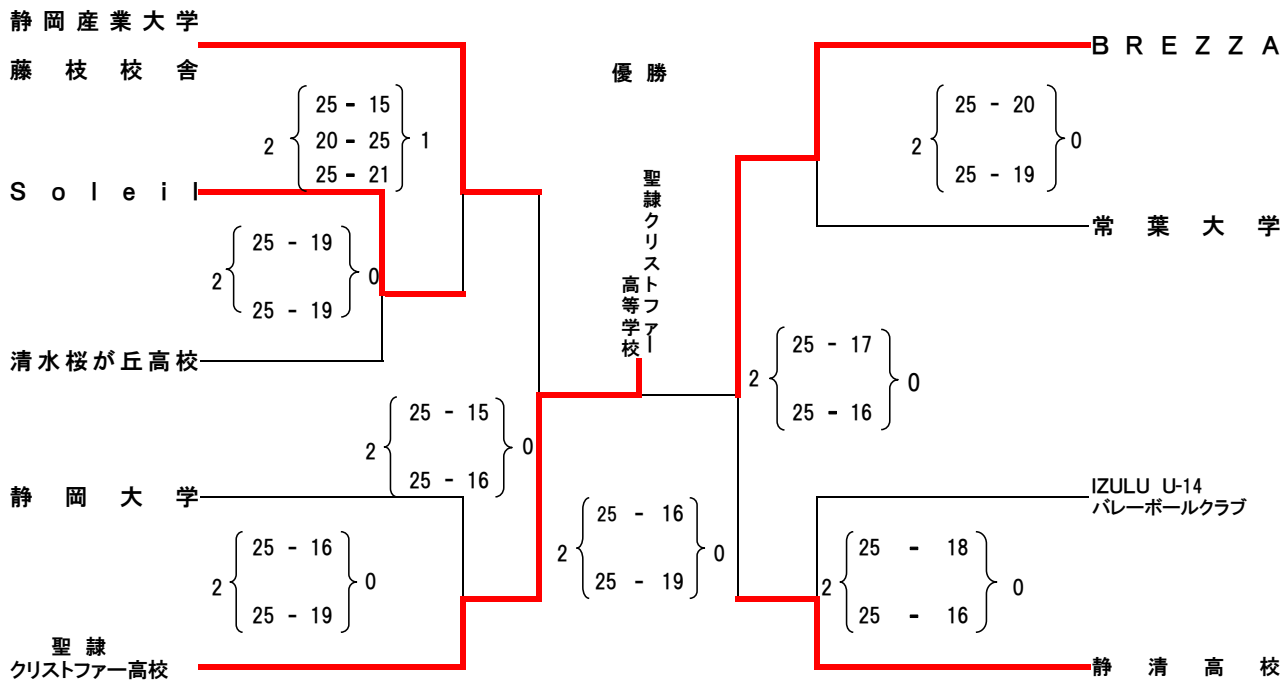 静岡産業大学
藤枝校舎
優勝
BREZZA
25 - 15
2 20 - 25 1
25 - 21
25 - 20
2 0
25 - 19
聖隷クリストファー
高等学校
Soleil
常葉大学
25 - 19
2 0
25 - 19
清水桜が丘高校
25 - 17
2 0
25 - 16
25 - 15
2 0
25 - 16
静岡大学
IZULU U-14
バレーボールクラブ
25 - 16
2 0
25 - 19
25 - 16
2 0
25 - 19
25 - 18
2 0
25 - 16
聖隷
クリストファー高校
静清高校